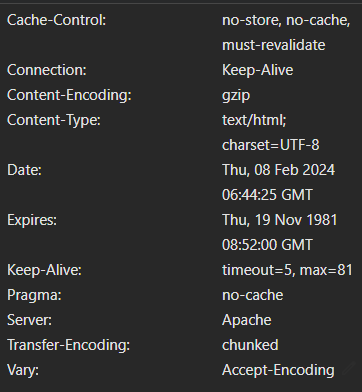 Cache-Control: no-store, no-cache,
must-revalidate
Connection: Keep-Alive
Content-Encoding: gzip
Content-Type: text/html;
charset=UTF-8
Date: Thu, 08 Feb 2024
06:44:25 GMT
Expires: Thu, 19 Nov 1981
08:52:00 GMT
Keep-Alive: timeout=5, max=81
Pragma: no-cache
Server: Apache
Transfer-Encoding: chunked
Vary: Accept-Encoding